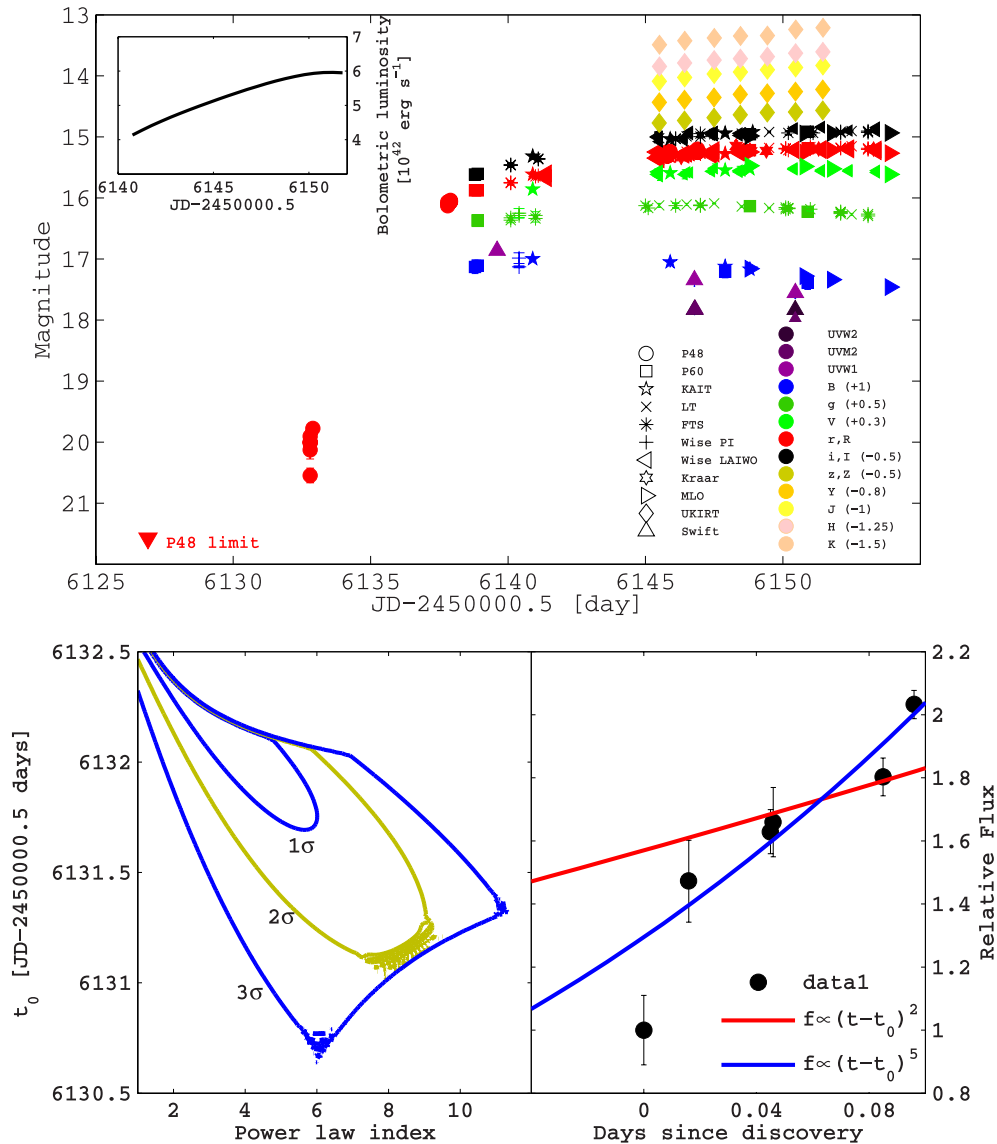 13
14
15
16
17
18
19
20
21
Magnitude
7
6
5
4
Bolometric luminosity
[10⁴² erg s⁻¹]
6140 6145 6150
JD−2450000.5
P48 limit
P48
P60
KAIT
LT
FTS
Wise PI
Wise LAIWO
Kraar
MLO
UKIRT
Swift
UVW2
UVM2
UVW1
B (+1)
g (+0.5)
V (+0.3)
r,R
i,I (−0.5)
z,Z (−0.5)
Y (−0.8)
J (−1)
H (−1.25)
K (−1.5)
6125 6130 6135 6140 6145 6150
JD−2450000.5 [day]
6132.5
6132
6131.5
6131
6130.5
t₀ [JD−2450000.5 days]
1σ
2σ
3σ
2 4 6 8 10
Power law index
2.2
2
1.8
1.6
1.4
1.2
1
0.8
Relative Flux
data1
f∝(t−t₀)²
f∝(t−t₀)⁵
0 0.04 0.08
Days since discovery